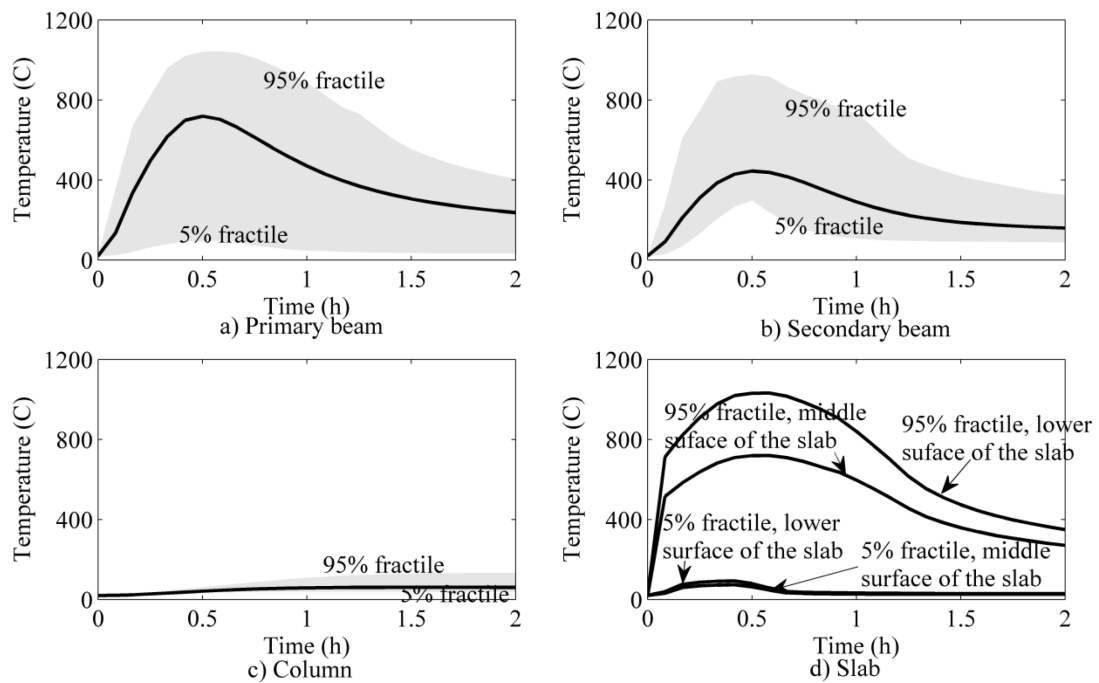 1200
800
400
0
Temperature (C)
95% fractile
5% fractile
0 0.5 1 1.5 2
Time (h)
a) Primary beam
1200
800
400
0
Temperature (C)
95% fractile
5% fractile
0 0.5 1 1.5 2
Time (h)
b) Secondary beam
1200
800
400
0
Temperature (C)
95% fractile
5% fractile
0 0.5 1 1.5 2
Time (h)
c) Column
1200
800
400
0
Temperature (C)
95% fractile, middle
suface of the slab
95% fractile, lower
suface of the slab
5% fractile, lower
surface of the slab
5% fractile, middle
surface of the slab
0 0.5 1 1.5 2
Time (h)
d) Slab